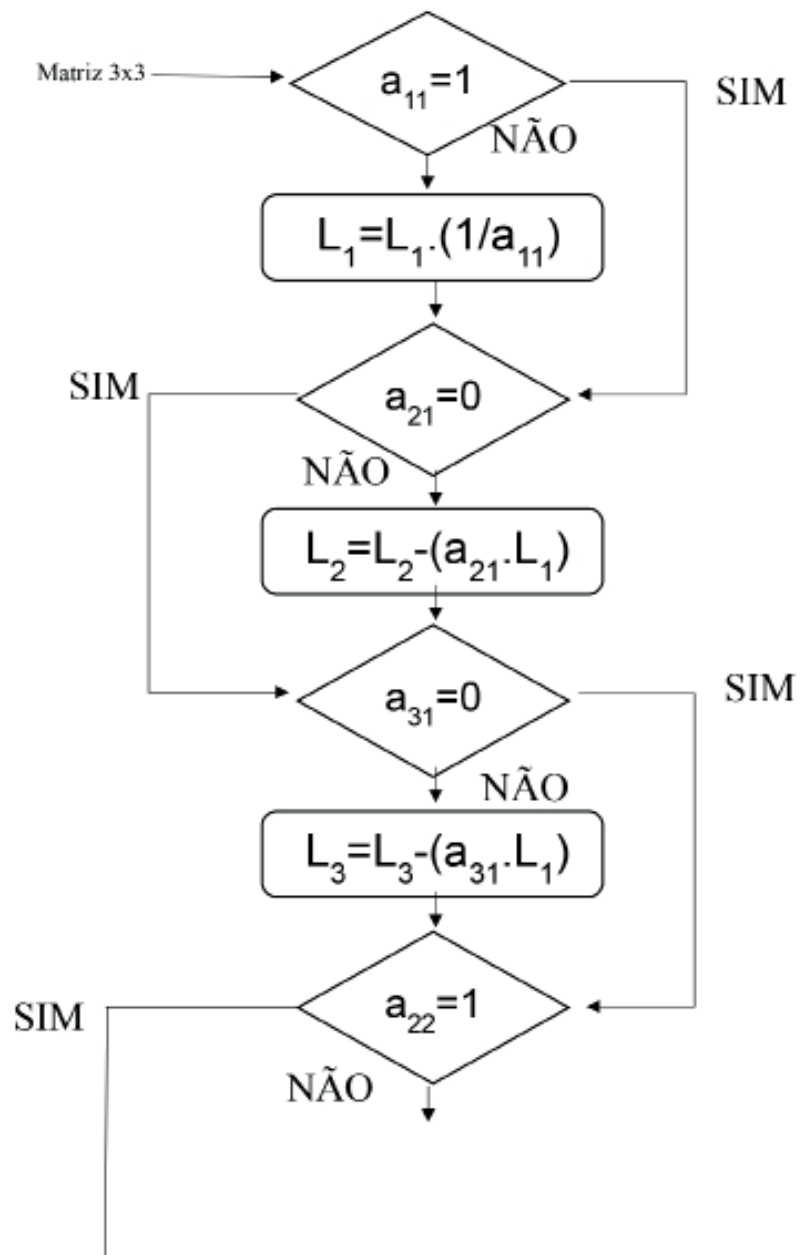 Matriz 3x3
a₁₁=1
SIM
NÃO
L₁=L₁.(1/a₁₁)
SIM
a₂₁=0
NÃO
L₂=L₂-(a₂₁.L₁)
a₃₁=0
SIM
NÃO
L₃=L₃-(a₃₁.L₁)
SIM
a₂₂=1
NÃO